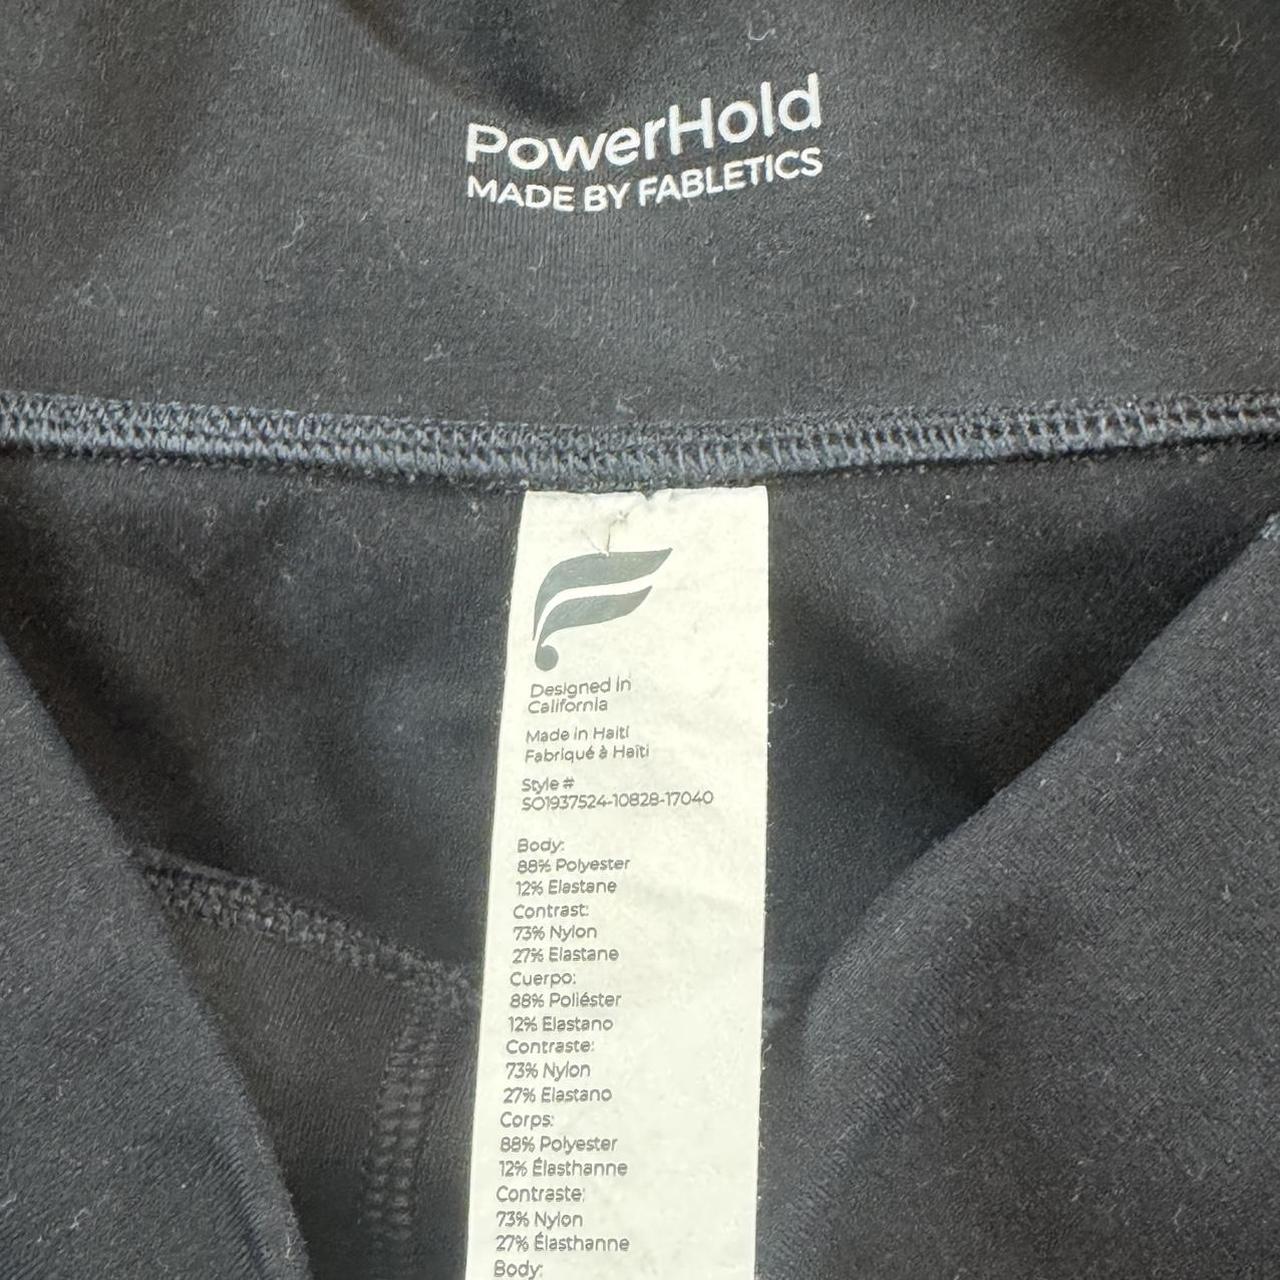 PowerHold
MADE BY FABLETICS
Designed in
California
Made in Haiti
Fabriqué à Haïti
Style #
SO1937524-10828-17040
Body:
88% Polyester
12% Elastane
Contrast:
73% Nylon
27% Elastane
Cuerpo:
88% Poliéster
12% Elastano
Contraste:
73% Nylon
27% Elastano
Corps:
88% Polyester
12% Élasthanne
Contraste:
73% Nylon
27% Élasthanne
Body: